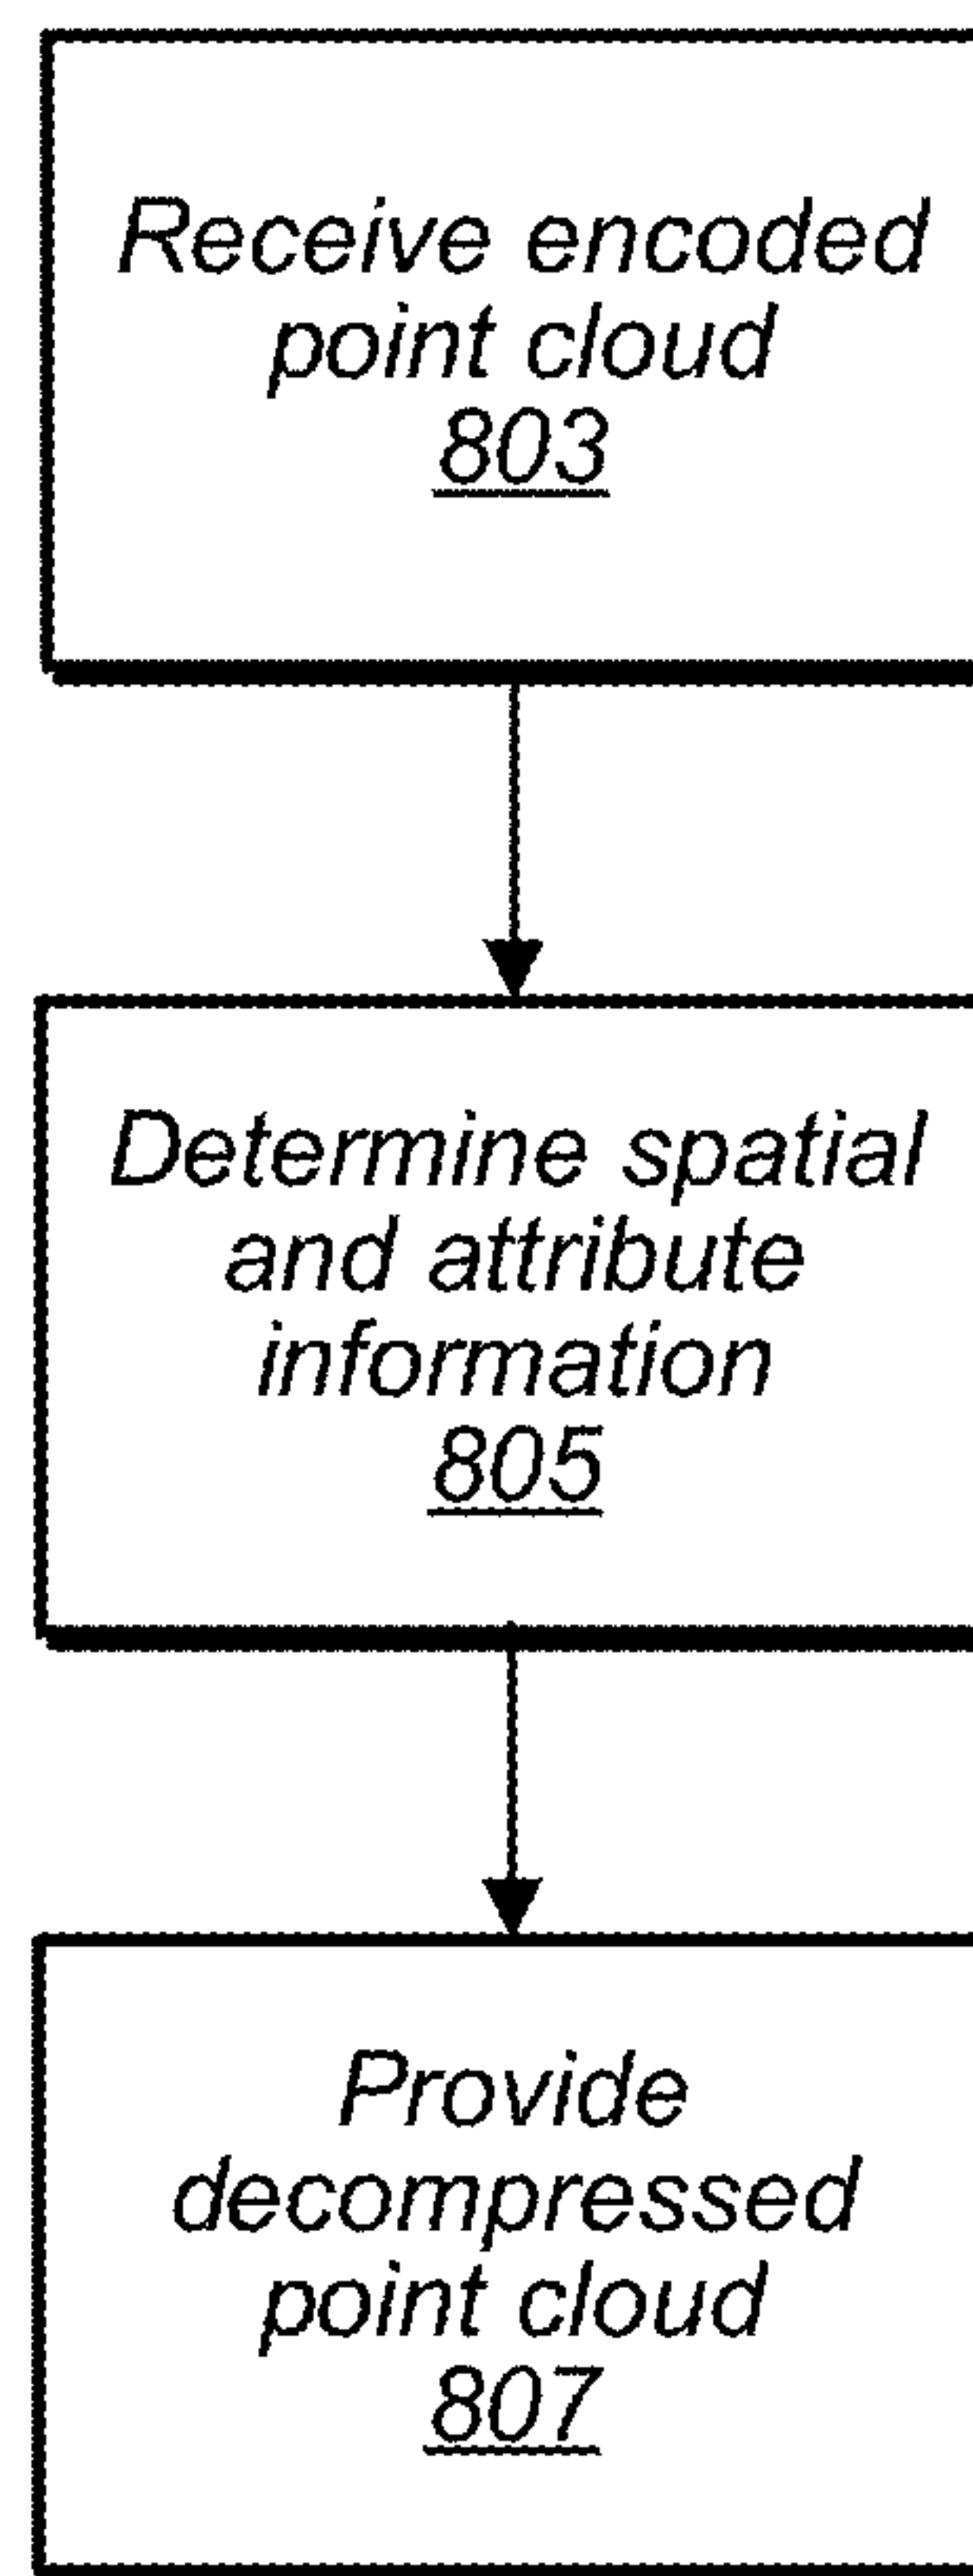 Receive encoded
point cloud
803
Determine spatial
and attribute
information
805
Provide
decompressed
point cloud
807